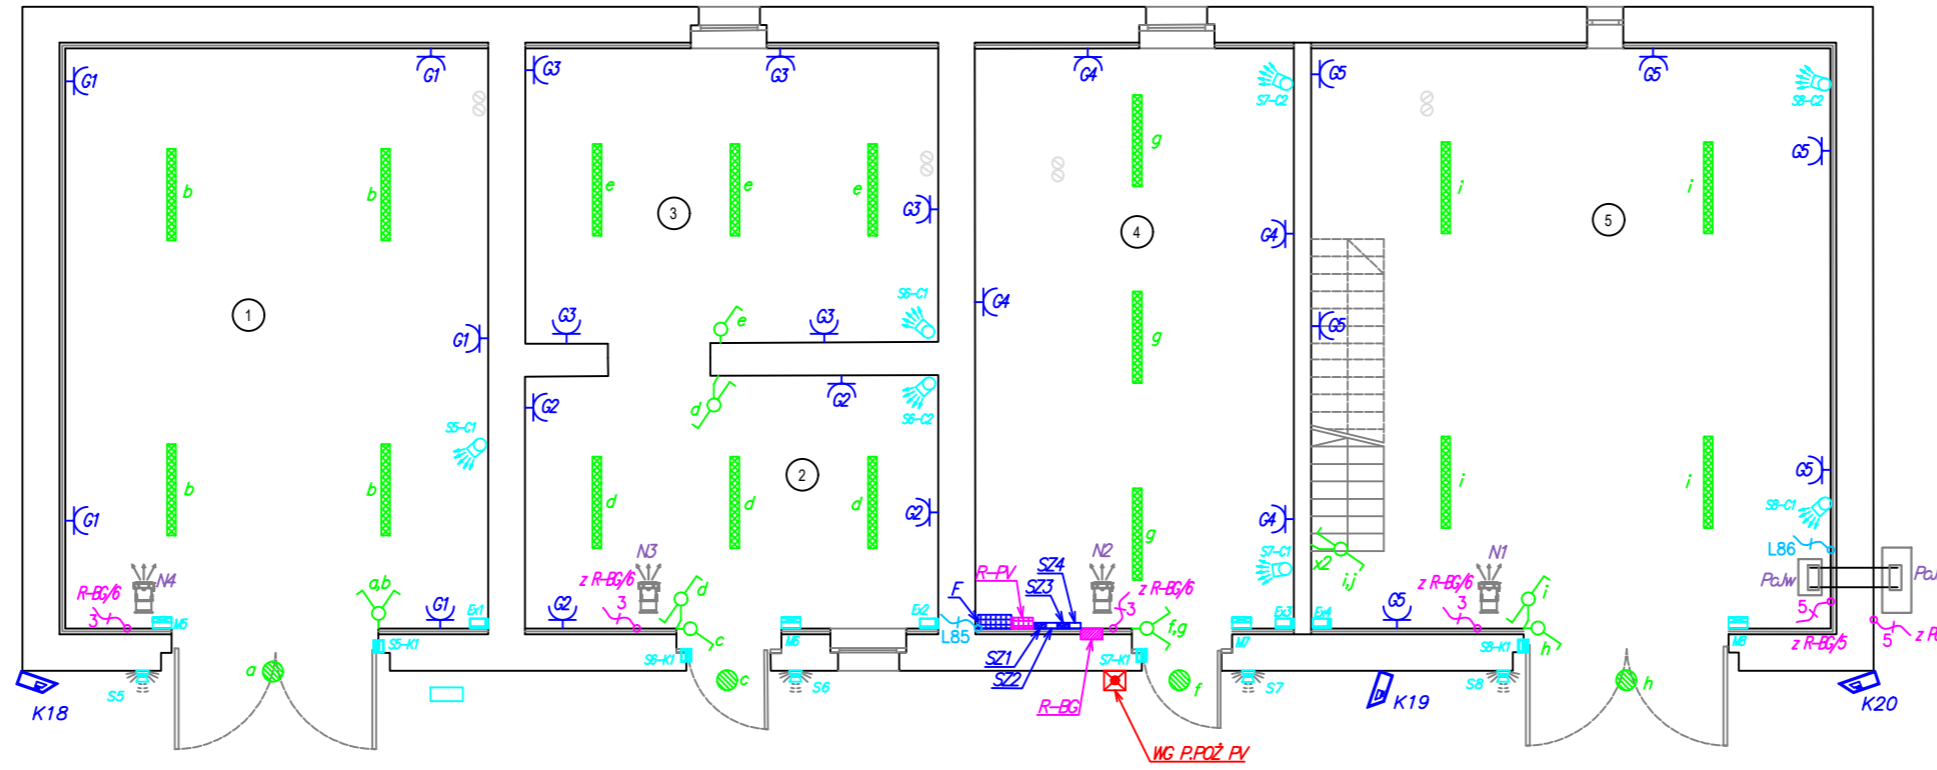 G1
G1
G3
G3
G4
G5
G5
S7-C2
S8-C2
b
b
e
e
e
g
i
i
G5
3
4
5
G3
G4
1
S6-C1
G4
G3
G3
e
g
G5
G1
G2
G2
d
S6-C2
S5-C1
2
b
b
d
d
d
g
i
i
G5
G1
G2
G4
S8-C1
L86
N4
N3
N2
S7-C1
x2
i,j
N1
PaJw
R-BG/6
3
a,b
G1
Ex1
z R-BG/6
3
G2
d
c
Ex2
L85
F
R-PV
SZ3
SZ4
z R-BG/6
3
f,g
Ex3
Ex4
G5
z R-BG/6
3
i
h
5
z R-BG/5
5
M5
S5-K1
S6-K1
M6
SZ1
SZ2
S7-K1
M7
S8-K1
M8
K18
S5
a
c
S6
R-BG
f
S7
K19
S8
h
K20
WG P.POŻ PV